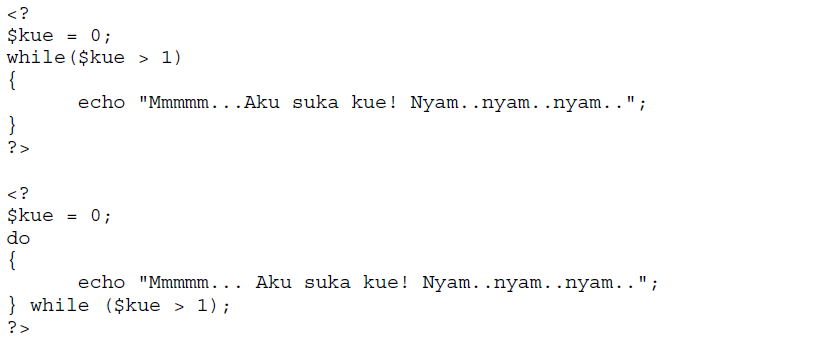 <?
$kue = 0;
while($kue > 1)
{
      echo "Mmmmm...Aku suka kue! Nyam..nyam..nyam..";
}
?>

<?
$kue = 0;
do
{
      echo "Mmmmm... Aku suka kue! Nyam..nyam..nyam..";
} while ($kue > 1);
?>